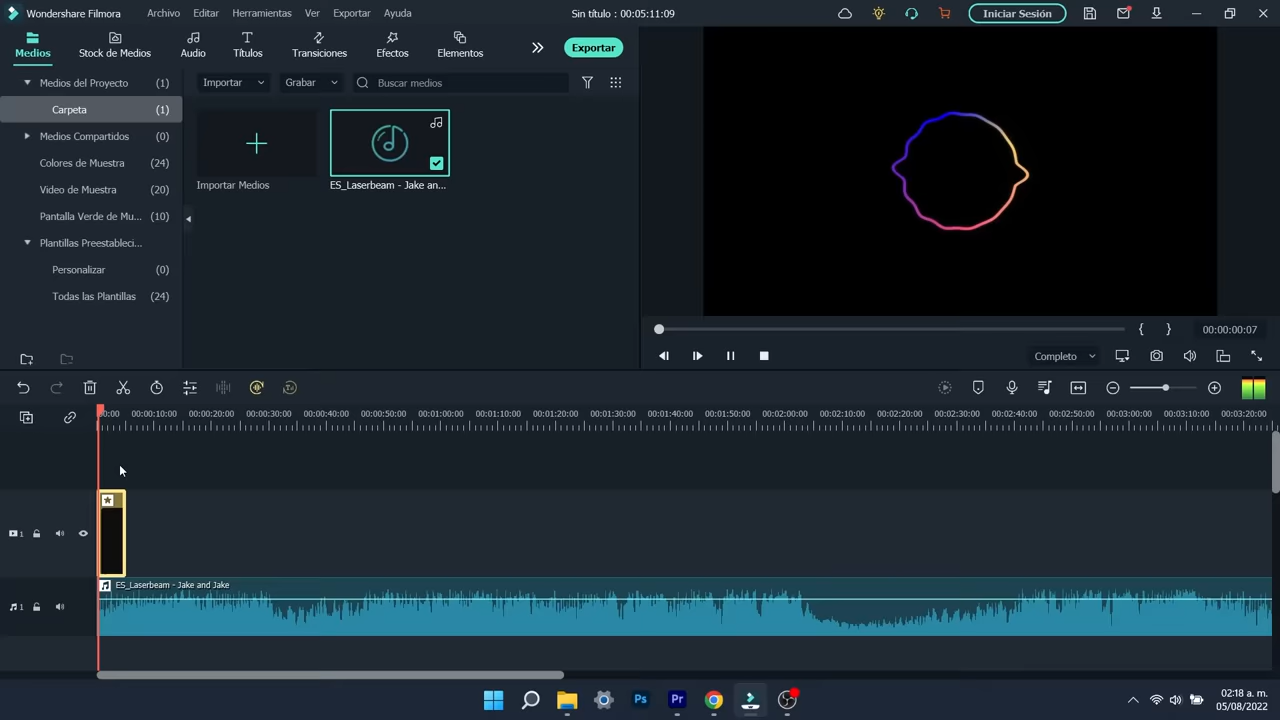 Wondershare Filmora
Archivo
Editar
Herramientas
Ver
Exportar
Ayuda
Sin título : 00:05:11:09
Iniciar Sesión
Medios
Stock de Medios
Audio
Títulos
Transiciones
Efectos
Elementos
Exportar
Medios del Proyecto (1)
Carpeta (1)
Medios Compartidos (0)
Colores de Muestra (24)
Video de Muestra (20)
Pantalla Verde de Mu... (10)
Plantillas Preestableci...
Personalizar (0)
Todas las Plantillas (24)
Importar
Grabar
Buscar medios
Importar Medios
ES_Laserbeam - Jake an...
{ } 00:00:00:07
Completo
00:00 00:00:10:00 00:00:20:00 00:00:30:00 00:00:40:00 00:00:50:00 00:01:00:00 00:01:10:00 00:01:20:00 00:01:30:00 00:01:40:00 00:01:50:00 00:02:00:00 00:02:10:00 00:02:20:00 00:02:30:00 00:02:40:00 00:02:50:00 00:03:00:00 00:03:10:00 00:03:20:00
1
ES_Laserbeam - Jake and Jake
1
Ps
Pr
02:18 a. m.
05/08/2022